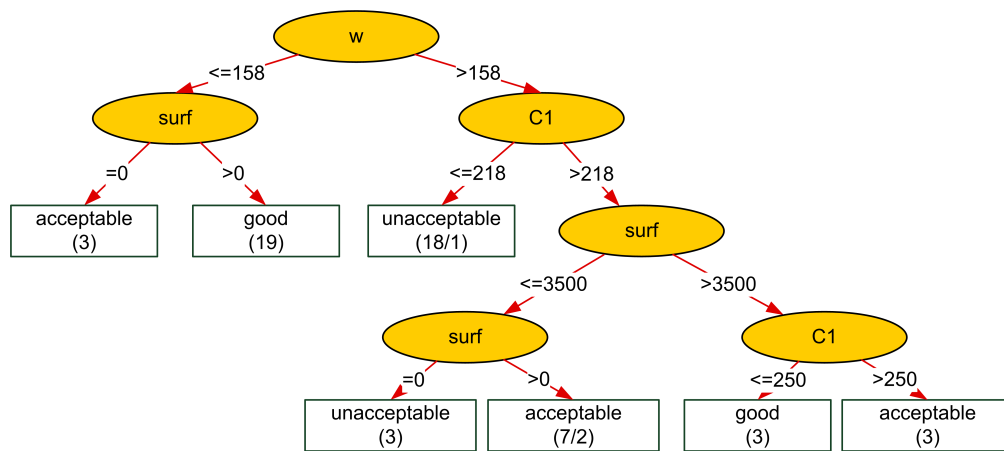 w
<=158
>158
surf
C1
=0
>0
<=218
>218
acceptable
(3)
good
(19)
unacceptable
(18/1)
surf
<=3500
>3500
surf
C1
=0
>0
<=250
>250
unacceptable
(3)
acceptable
(7/2)
good
(3)
acceptable
(3)